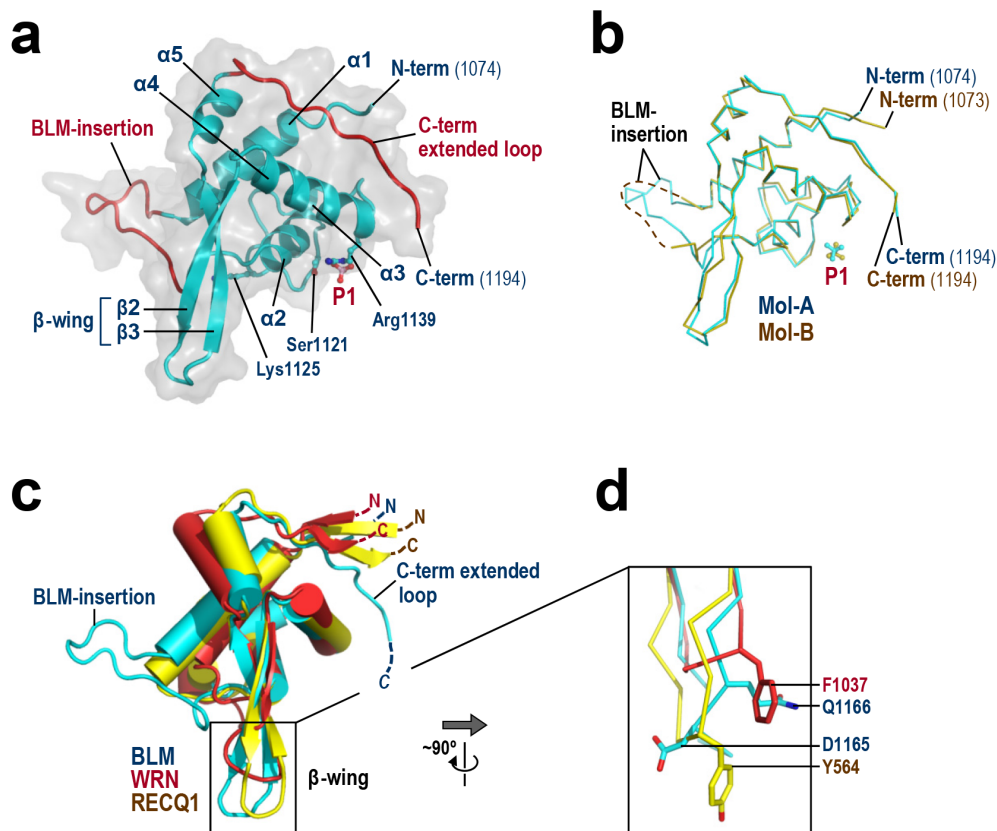 a
α5
α4
α1
N-term (1074)
BLM-insertion
C-term
extended loop
β-wing
β2
β3
α2
α3
P1
C-term (1194)
Arg1139
Ser1121
Lys1125
b
N-term (1074)
N-term (1073)
BLM-
insertion
P1
C-term (1194)
C-term (1194)
Mol-A
Mol-B
c
N
N
N
C
C
C-term extended
loop
BLM-insertion
C
BLM
WRN
RECQ1
β-wing
~90º
d
F1037
Q1166
D1165
Y564